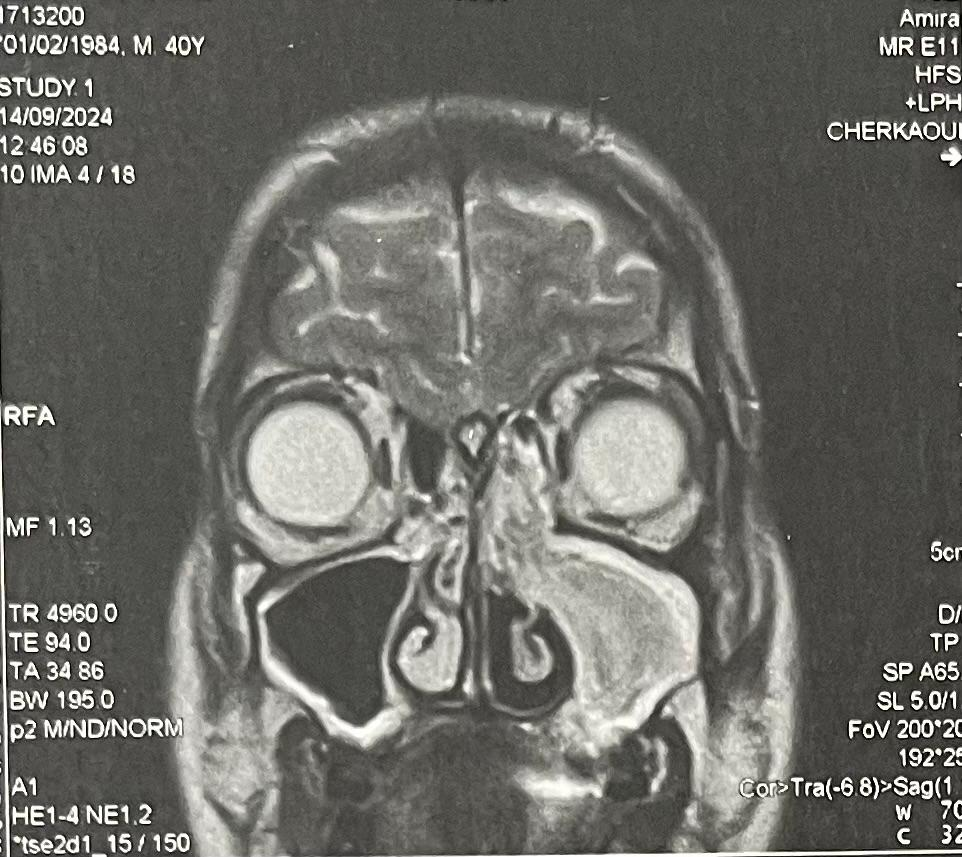 1713200
*01/02/1984, M, 40Y
STUDY 1
14/09/2024
12 46 08
10 IMA 4 / 18
Amira
MR E11
HFS
+LPH
CHERKAOUI
RFA
MF 1.13
5cm
TR 4960.0
TE 94.0
TA 34 86
BW 195.0
p2 M/ND/NORM
A1
HE1-4 NE1,2
*tse2d1_15 / 150
D/
TP
SP A65
SL 5.0/1
FoV 200*20
192*25
Cor>Tra(-6.8)>Sag(1
W 70
C 32